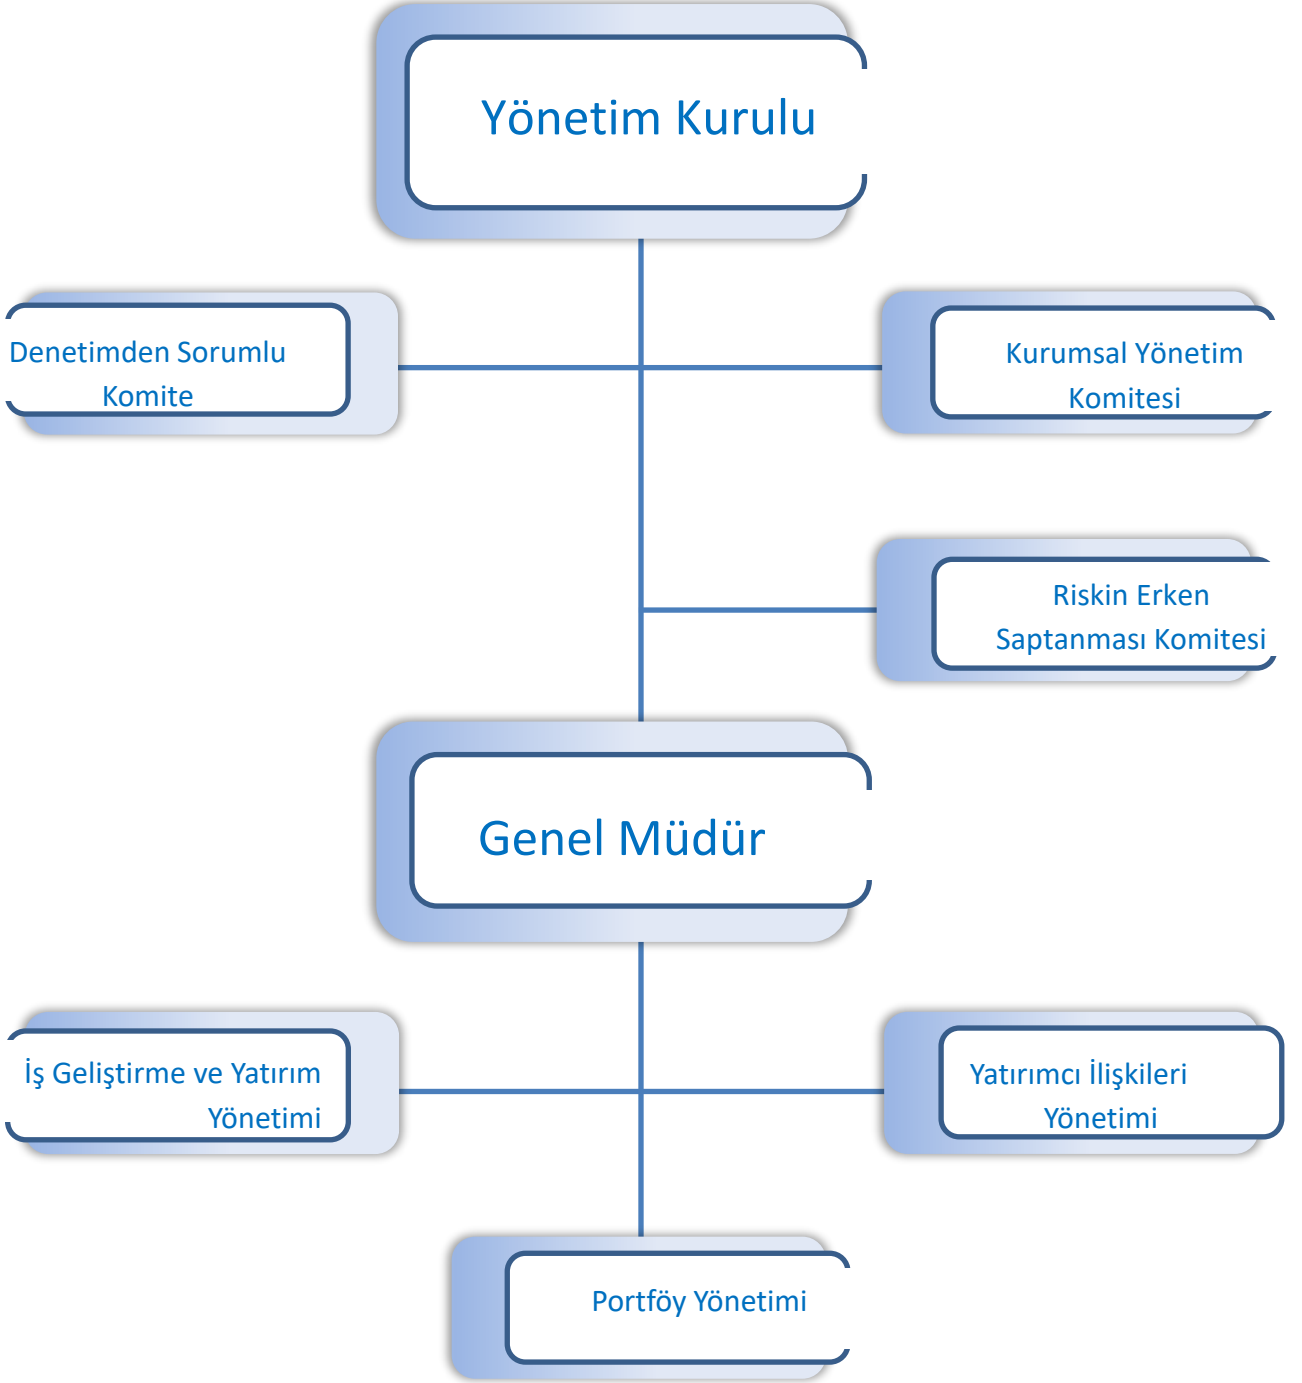 Yönetim Kurulu
Denetimden Sorumlu
Komite
Kurumsal Yönetim
Komitesi
Riskin Erken
Saptanması Komitesi
Genel Müdür
İş Geliştirme ve Yatırım
Yönetimi
Yatırımcı İlişkileri
Yönetimi
Portföy Yönetimi